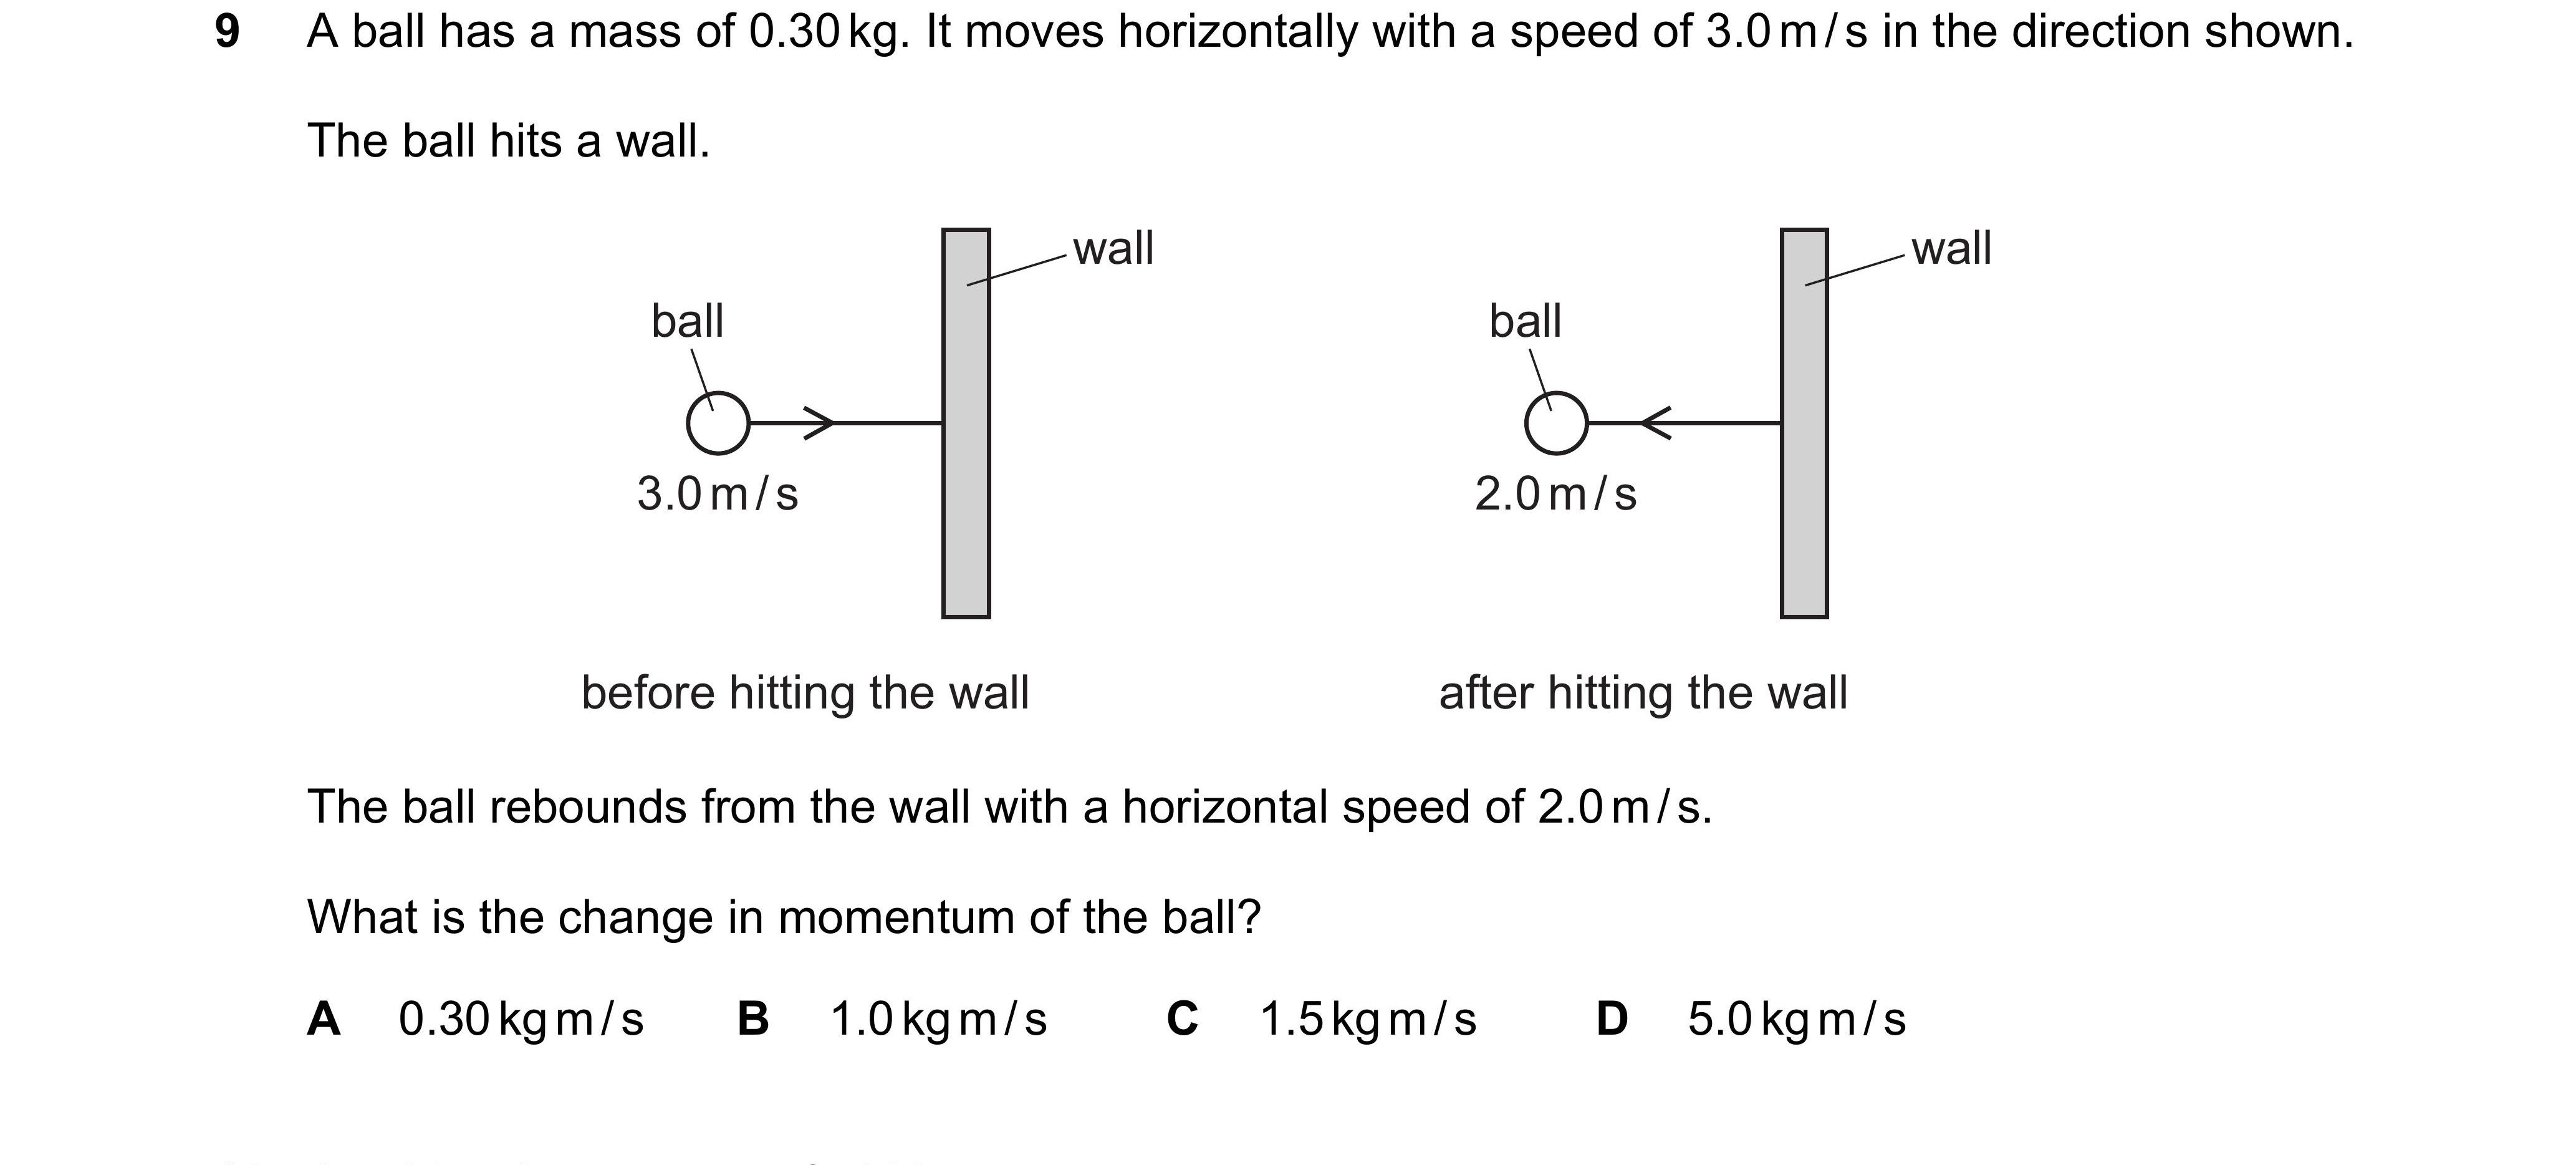 9 A ball has a mass of 0.30 kg. It moves horizontally with a speed of 3.0 m / s in the direction shown.
The ball hits a wall.
wall
wall
ball
ball
3.0 m / s
2.0 m / s
before hitting the wall
after hitting the wall
The ball rebounds from the wall with a horizontal speed of 2.0 m / s.
What is the change in momentum of the ball?
A 0.30 kg m / s B 1.0 kg m / s C 1.5 kg m / s D 5.0 kg m / s